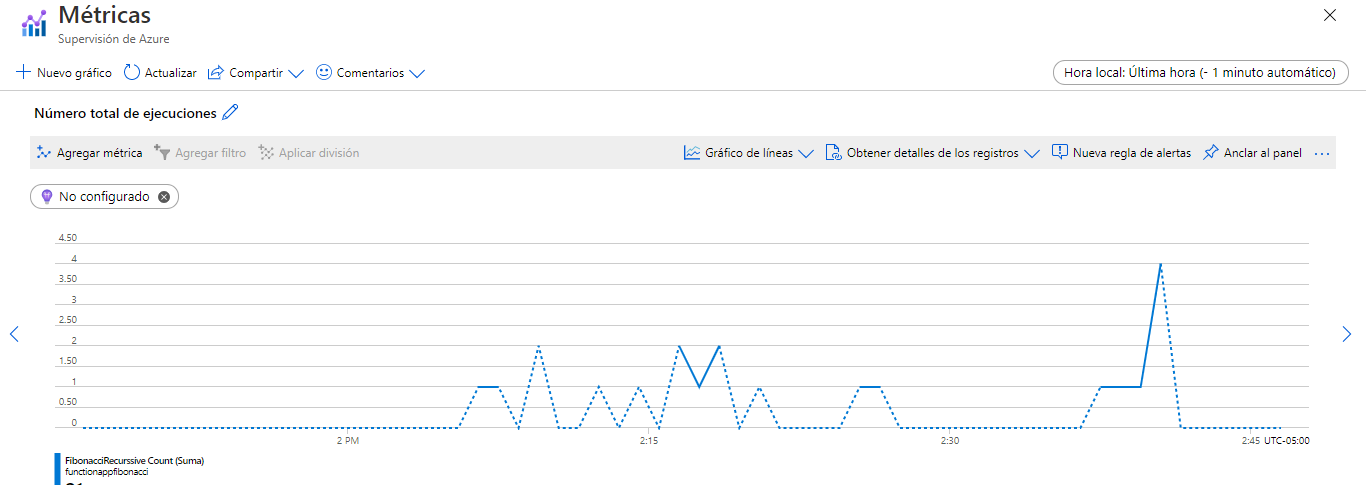 Métricas
Supervisión de Azure
Nuevo gráfico Actualizar Compartir Comentarios Hora local: Última hora (- 1 minuto automático)
Número total de ejecuciones
Agregar métrica Agregar filtro Aplicar división Gráfico de líneas Obtener detalles de los registros Nueva regla de alertas Anclar al panel ...
No configurado
4.50
4
3.50
3
2.50
2
1.50
1
0.50
0
2 PM 2:15 2:30 2:45 UTC-05:00
FibonacciRecurssive Count (Suma)
functionappfibonacci